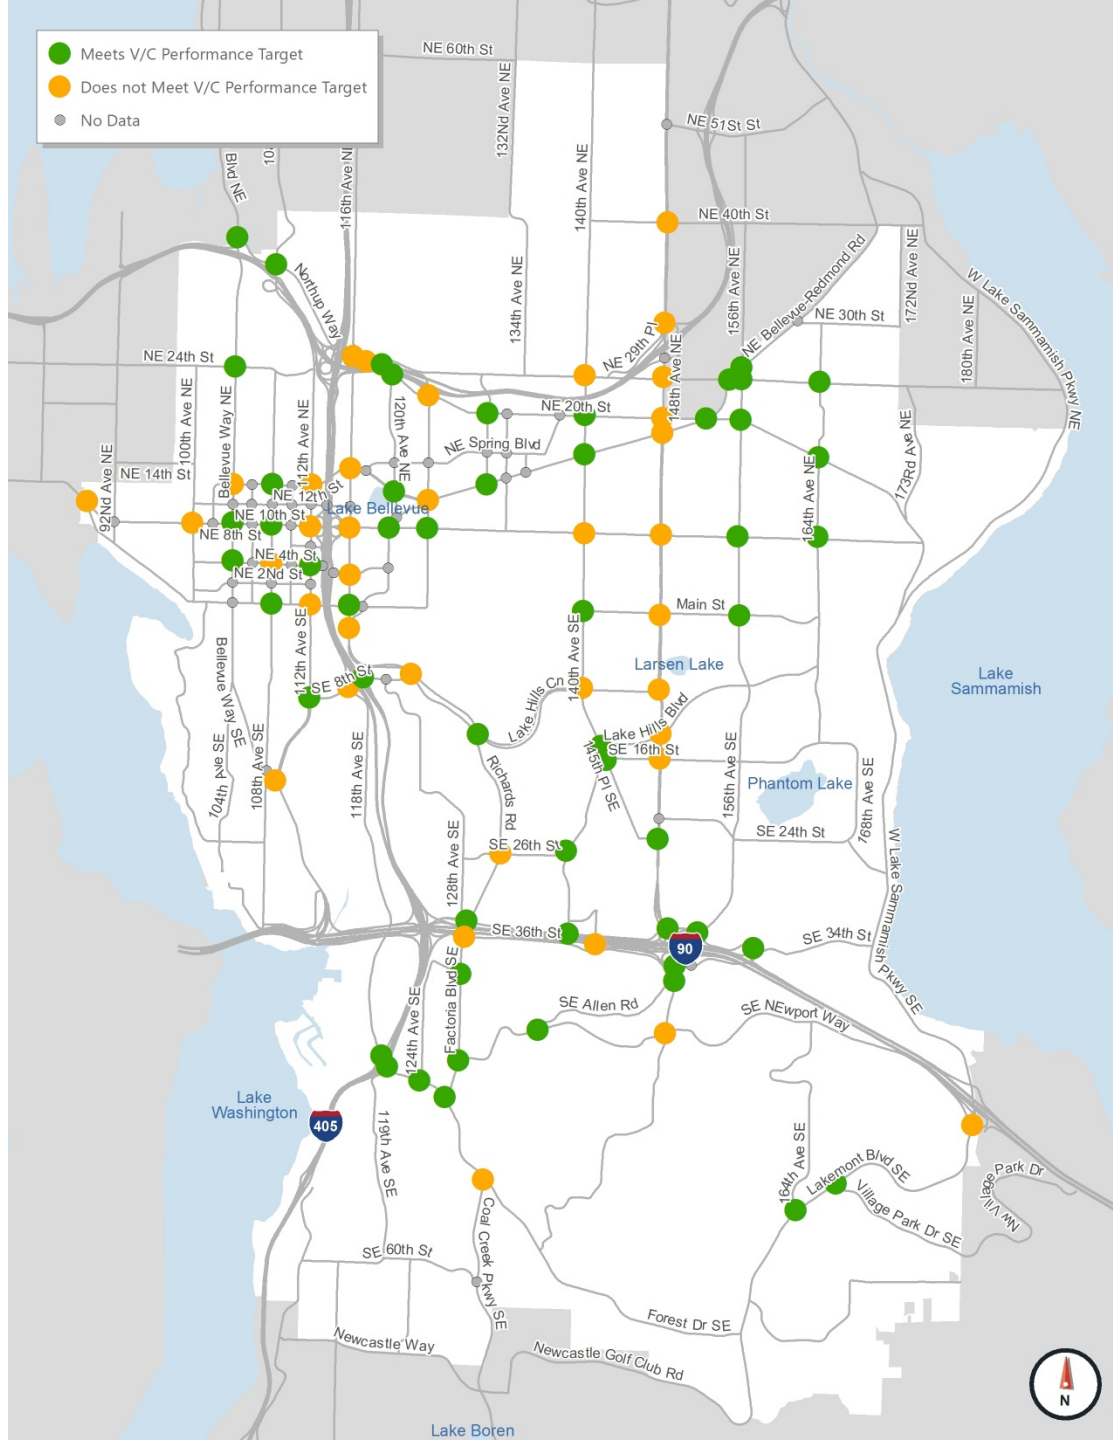 Meets V/C Performance Target
Does not Meet V/C Performance Target
No Data
NE 60th St
132Nd Ave NE
NE 51St St
Blvd NE
116th Ave NE
140th Ave NE
NE 40th St
172Nd Ave NE
W Lake Sammamish Pkwy NE
Northup Way
134th Ave NE
156th Ave NE
NE Bellevue-Redmond Rd
NE 30th St
180th Ave NE
NE 29th Pl
148th Ave NE
NE 24th St
100th Ave NE
Bellevue Way NE
112th Ave NE
120th Ave NE
NE 20th St
NE Spring Blvd
173Rd Ave NE
164th Ave NE
92Nd Ave NE
NE 14th St
NE 12th St
Lake Bellevue
NE 10th St
NE 8th St
NE 4th St
NE 2Nd St
Main St
Larsen Lake
Lake
Sammamish
112th Ave SE
SE 8th St
140th Ave SE
Lake Hills Cn
Lake Hills Blvd
SE 16th St
145th Pl SE
Bellevue Way SE
104th Ave SE
108th Ave SE
118th Ave SE
Richards Rd
156th Ave SE
Phantom Lake
168th Ave SE
SE 24th St
SE 26th St
128th Ave SE
W Lake Sammamish Pkwy SE
SE 36th St
90
SE 34th St
Factoria Blvd SE
124th Ave SE
SE Allen Rd
SE NEwport Way
Lake
Washington
405
119th Ave SE
164th Ave SE
Lakemont Blvd SE
Village Park Dr SE
NW Village Park Dr
SE 60th St
Coal Creek Pkwy SE
Forest Dr SE
Newcastle Way
Newcastle Golf Club Rd
Lake Boren
N